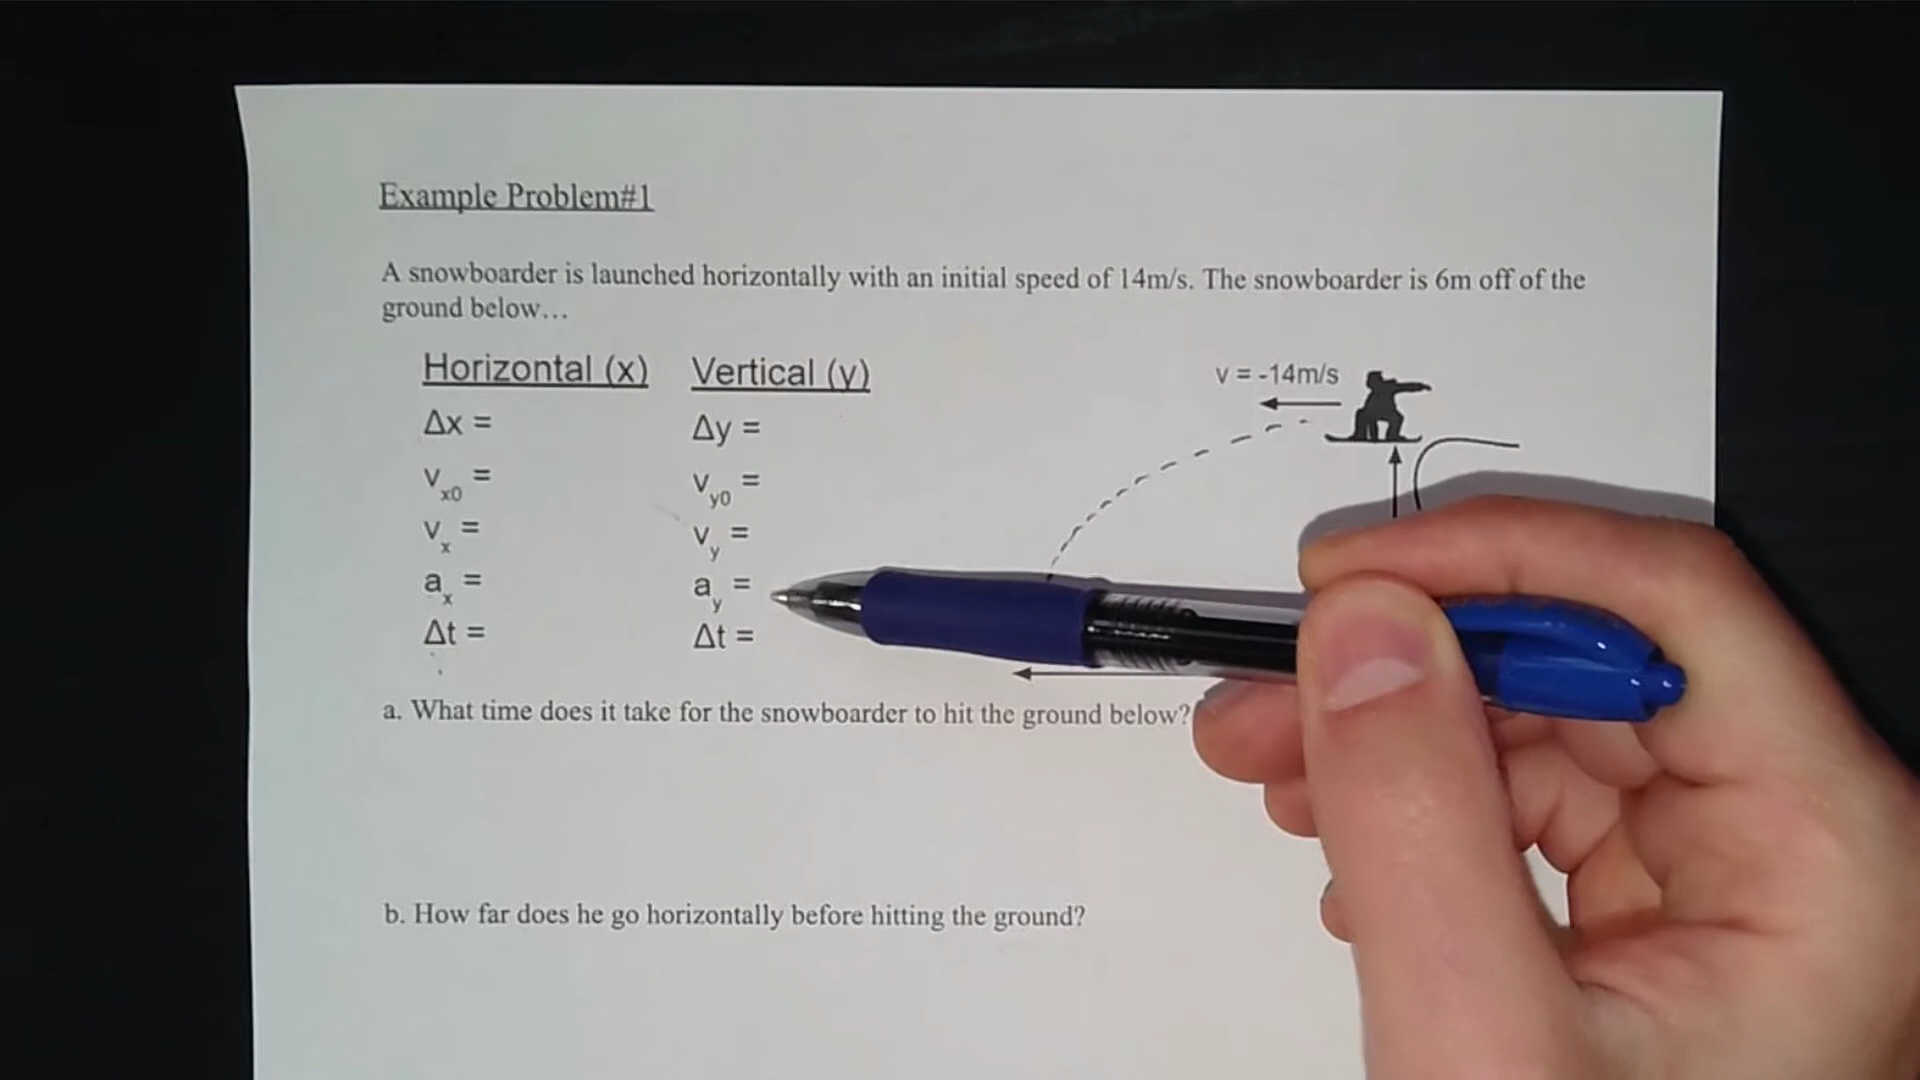 Example Problem#1
A snowboarder is launched horizontally with an initial speed of 14m/s. The snowboarder is 6m off of the
ground below…
Horizontal (x)
Δx =
vx0 =
vx =
ax =
Δt =
Vertical (y)
Δy =
vy0 =
vy =
ay =
Δt =
v = -14m/s
a. What time does it take for the snowboarder to hit the ground below?
b. How far does he go horizontally before hitting the ground?